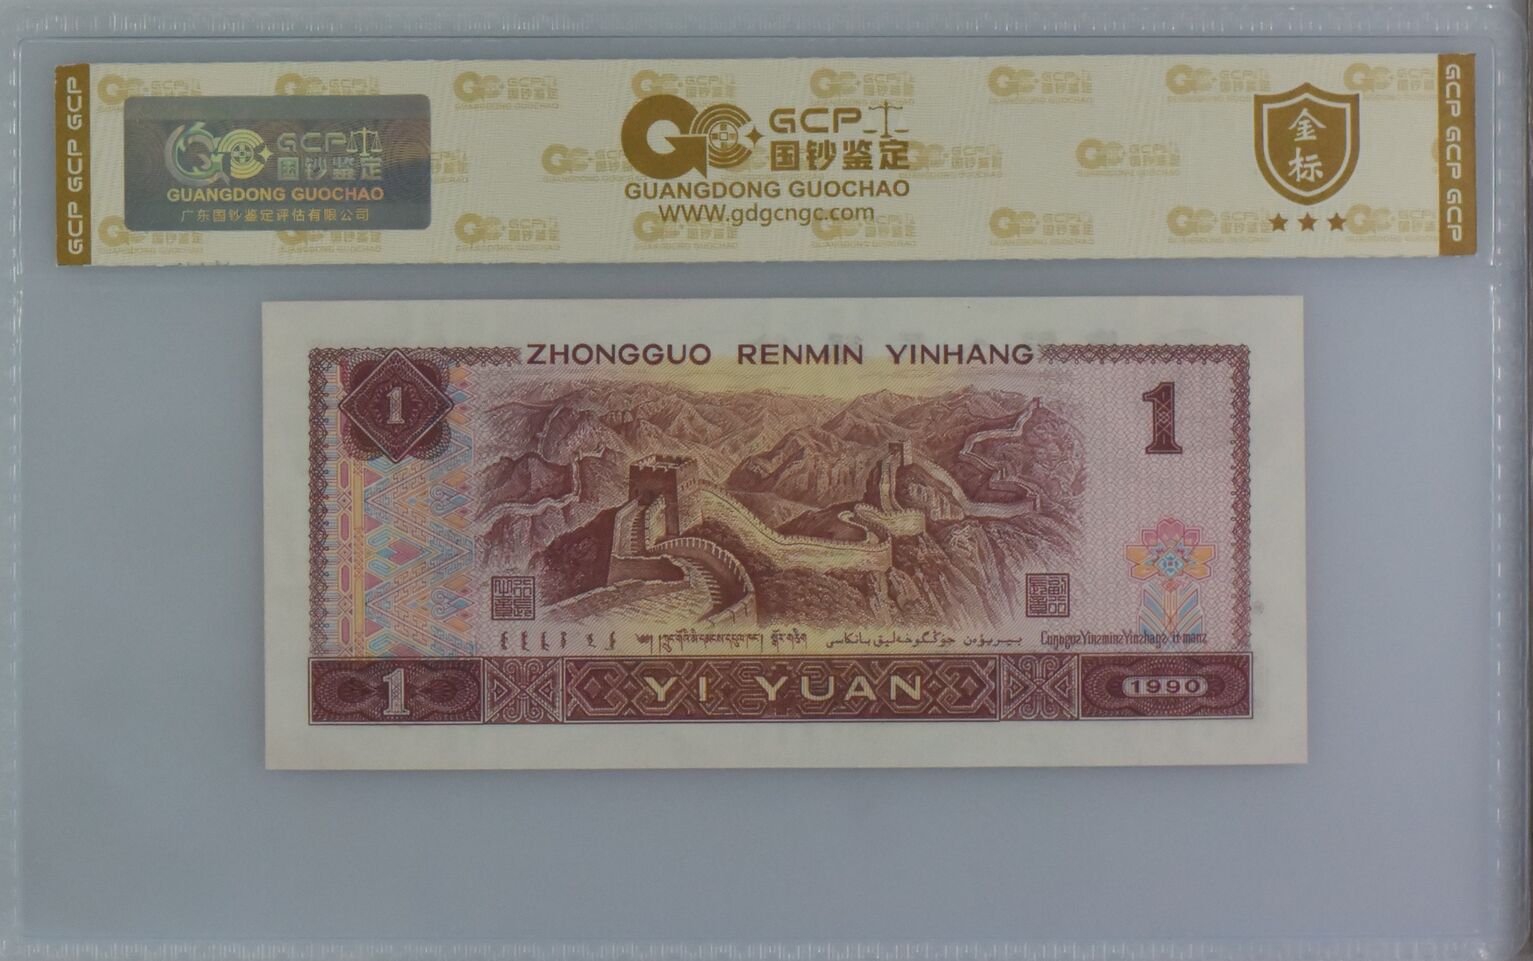 GCP GCP GCP
GCP
国钞鉴定
GUANGDONG GUOCHAO
广东国钞鉴定评估有限公司
GCP
国钞鉴定
GUANGDONG GUOCHAO
WWW.gdgcngc.com
金标
GCP GCP GCP
ZHONGGUO RENMIN YINHANG
1
1
YI YUAN
1
1990